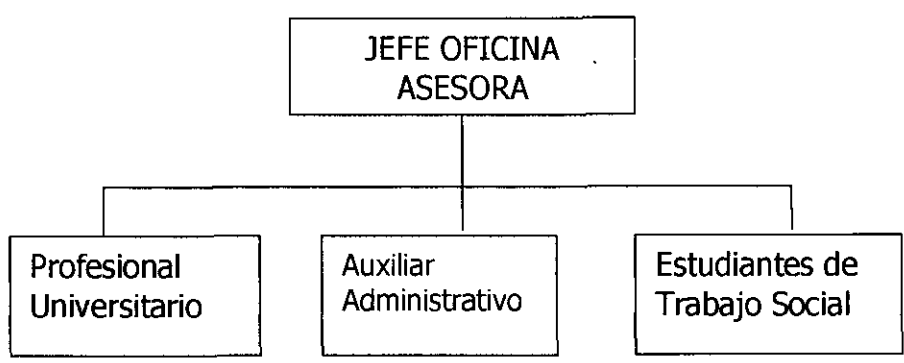 JEFE OFICINA
ASESORA
Profesional
Universitario
Auxiliar
Administrativo
Estudiantes de
Trabajo Social